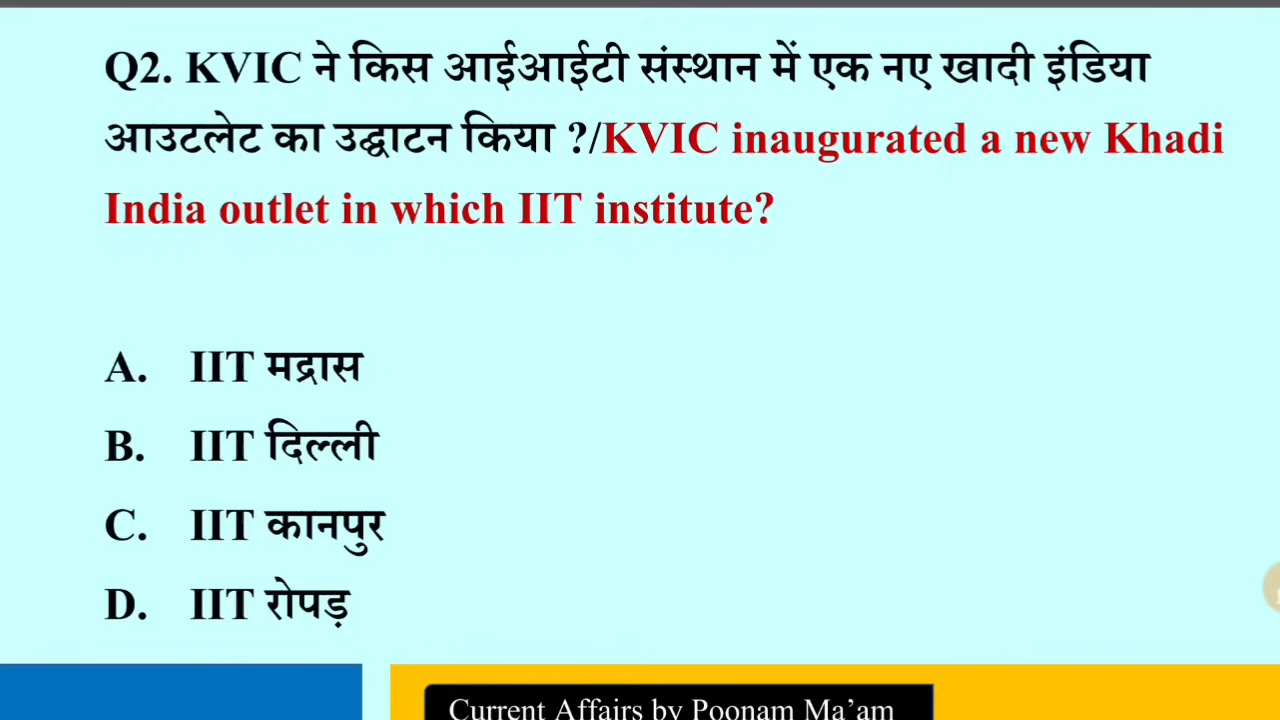 Q2. KVIC ने किस आईआईटी संस्थान में एक नए खादी इंडिया
आउटलेट का उद्घाटन किया ?/KVIC inaugurated a new Khadi
India outlet in which IIT institute?
A. IIT मद्रास
B. IIT दिल्ली
C. IIT कानपुर
D. IIT रोपड़
Current Affairs by Poonam Ma’am